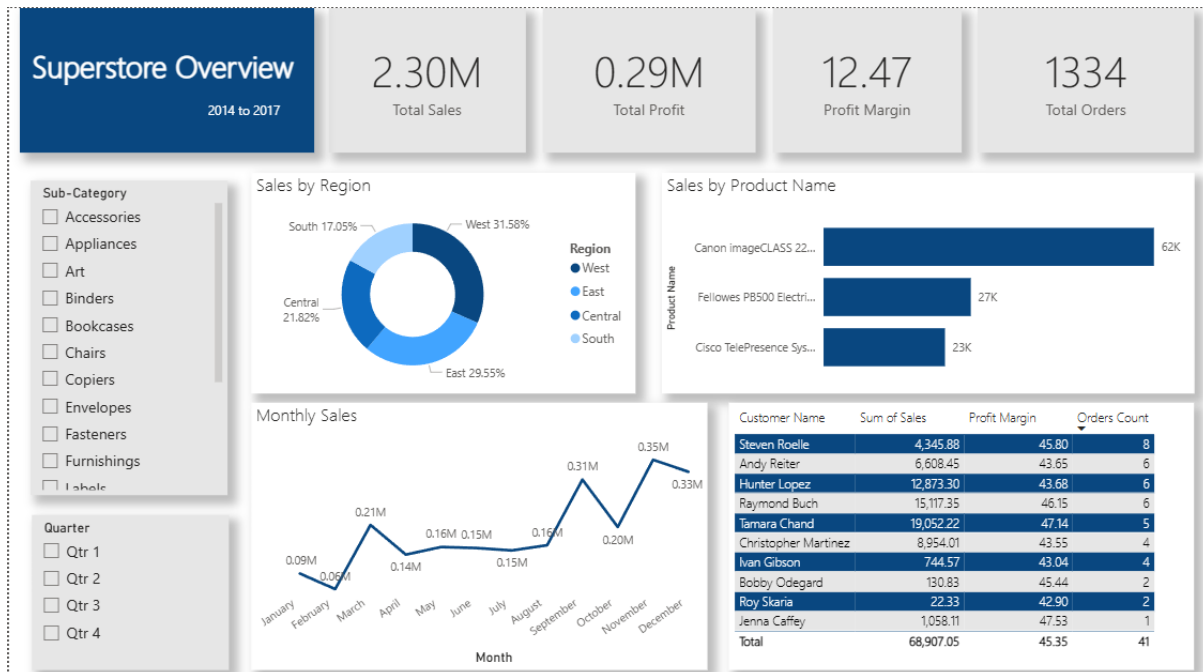 Superstore Overview
2014 to 2017
2.30M
Total Sales
0.29M
Total Profit
12.47
Profit Margin
1334
Total Orders
Sub-Category
Accessories
Appliances
Art
Binders
Bookcases
Chairs
Copiers
Envelopes
Fasteners
Furnishings
Labels
Quarter
Qtr 1
Qtr 2
Qtr 3
Qtr 4
Sales by Region
South 17.05%
West 31.58%
Central
21.82%
East 29.55%
Region
West
East
Central
South
Sales by Product Name
Product Name
Canon imageCLASS 22... 62K
Fellowes PB500 Electri... 27K
Cisco TelePresence Sys... 23K
Monthly Sales
0.09M
0.06M
0.21M
0.14M
0.16M
0.15M
0.15M
0.16M
0.31M
0.20M
0.35M
0.33M
January
February
March
April
May
June
July
August
September
October
November
December
Month
Customer Name Sum of Sales Profit Margin Orders Count
Steven Roelle 4,345.88 45.80 8
Andy Reiter 6,608.45 43.65 6
Hunter Lopez 12,873.30 43.68 6
Raymond Buch 15,117.35 46.15 6
Tamara Chand 19,052.22 47.14 5
Christopher Martinez 8,954.01 43.55 4
Ivan Gibson 744.57 43.04 4
Bobby Odegard 130.83 45.44 2
Roy Skaria 22.33 42.90 2
Jenna Caffey 1,058.11 47.53 1
Total 68,907.05 45.35 41